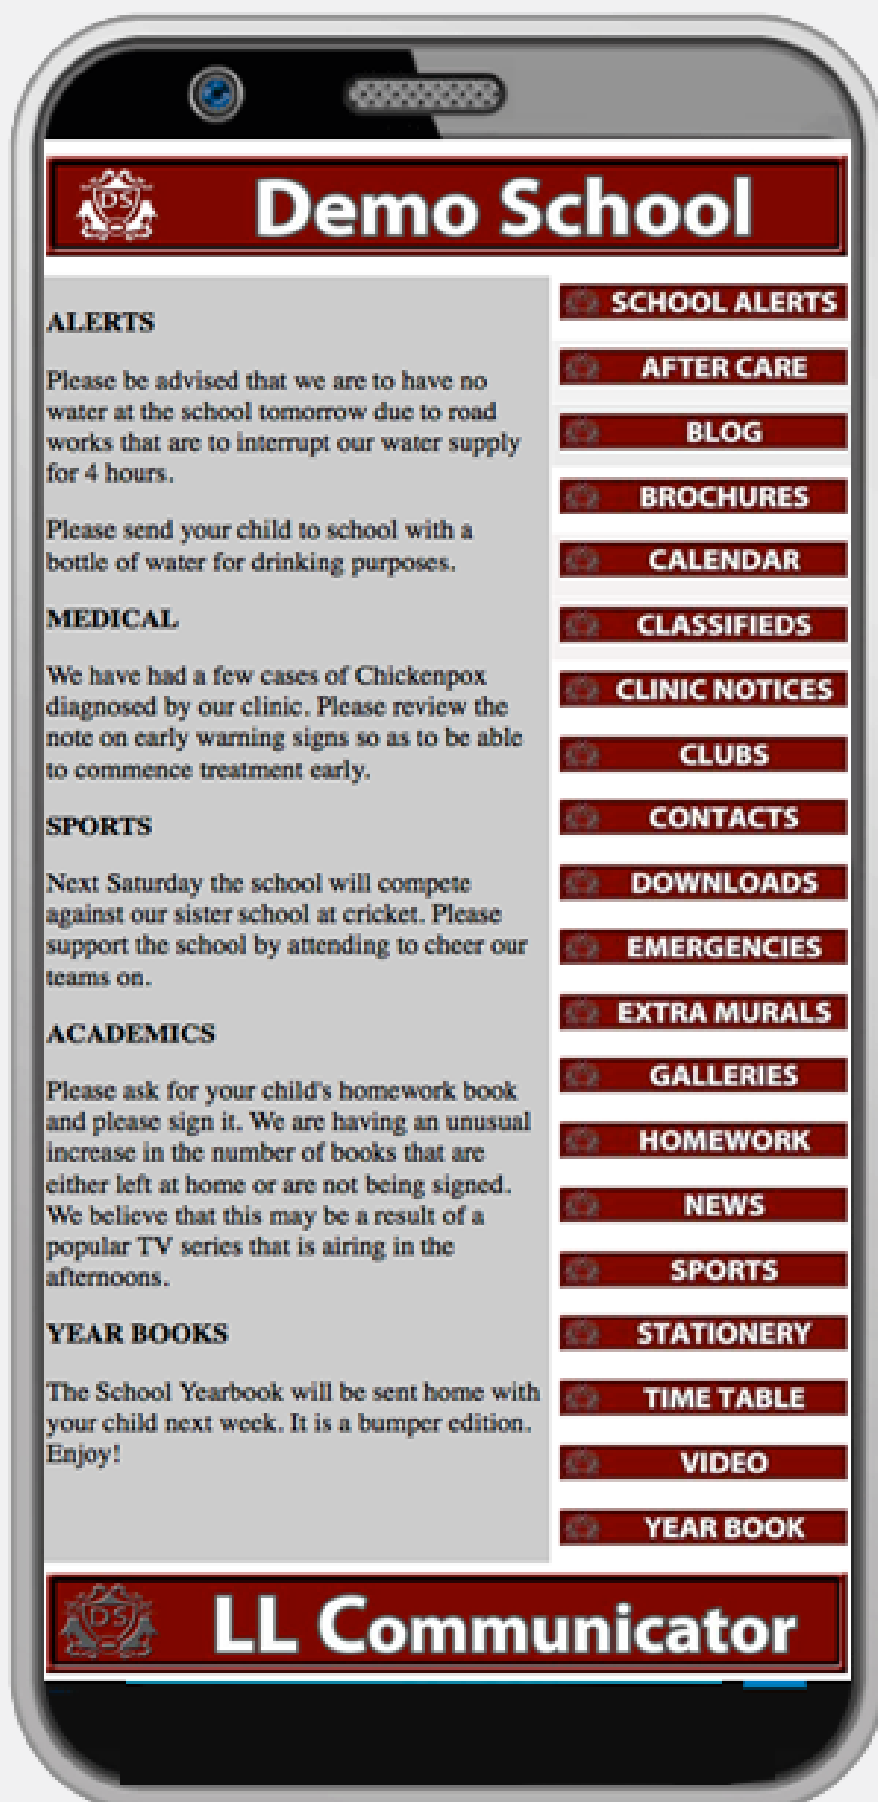 DS
Demo School
ALERTS
Please be advised that we are to have no
water at the school tomorrow due to road
works that are to interrupt our water supply
for 4 hours.
Please send your child to school with a
bottle of water for drinking purposes.
MEDICAL
We have had a few cases of Chickenpox
diagnosed by our clinic. Please review the
note on early warning signs so as to be able
to commence treatment early.
SPORTS
Next Saturday the school will compete
against our sister school at cricket. Please
support the school by attending to cheer our
teams on.
ACADEMICS
Please ask for your child's homework book
and please sign it. We are having an unusual
increase in the number of books that are
either left at home or are not being signed.
We believe that this may be a result of a
popular TV series that is airing in the
afternoons.
YEAR BOOKS
The School Yearbook will be sent home with
your child next week. It is a bumper edition.
Enjoy!
SCHOOL ALERTS
AFTER CARE
BLOG
BROCHURES
CALENDAR
CLASSIFIEDS
CLINIC NOTICES
CLUBS
CONTACTS
DOWNLOADS
EMERGENCIES
EXTRA MURALS
GALLERIES
HOMEWORK
NEWS
SPORTS
STATIONERY
TIME TABLE
VIDEO
YEAR BOOK
DS
LL Communicator